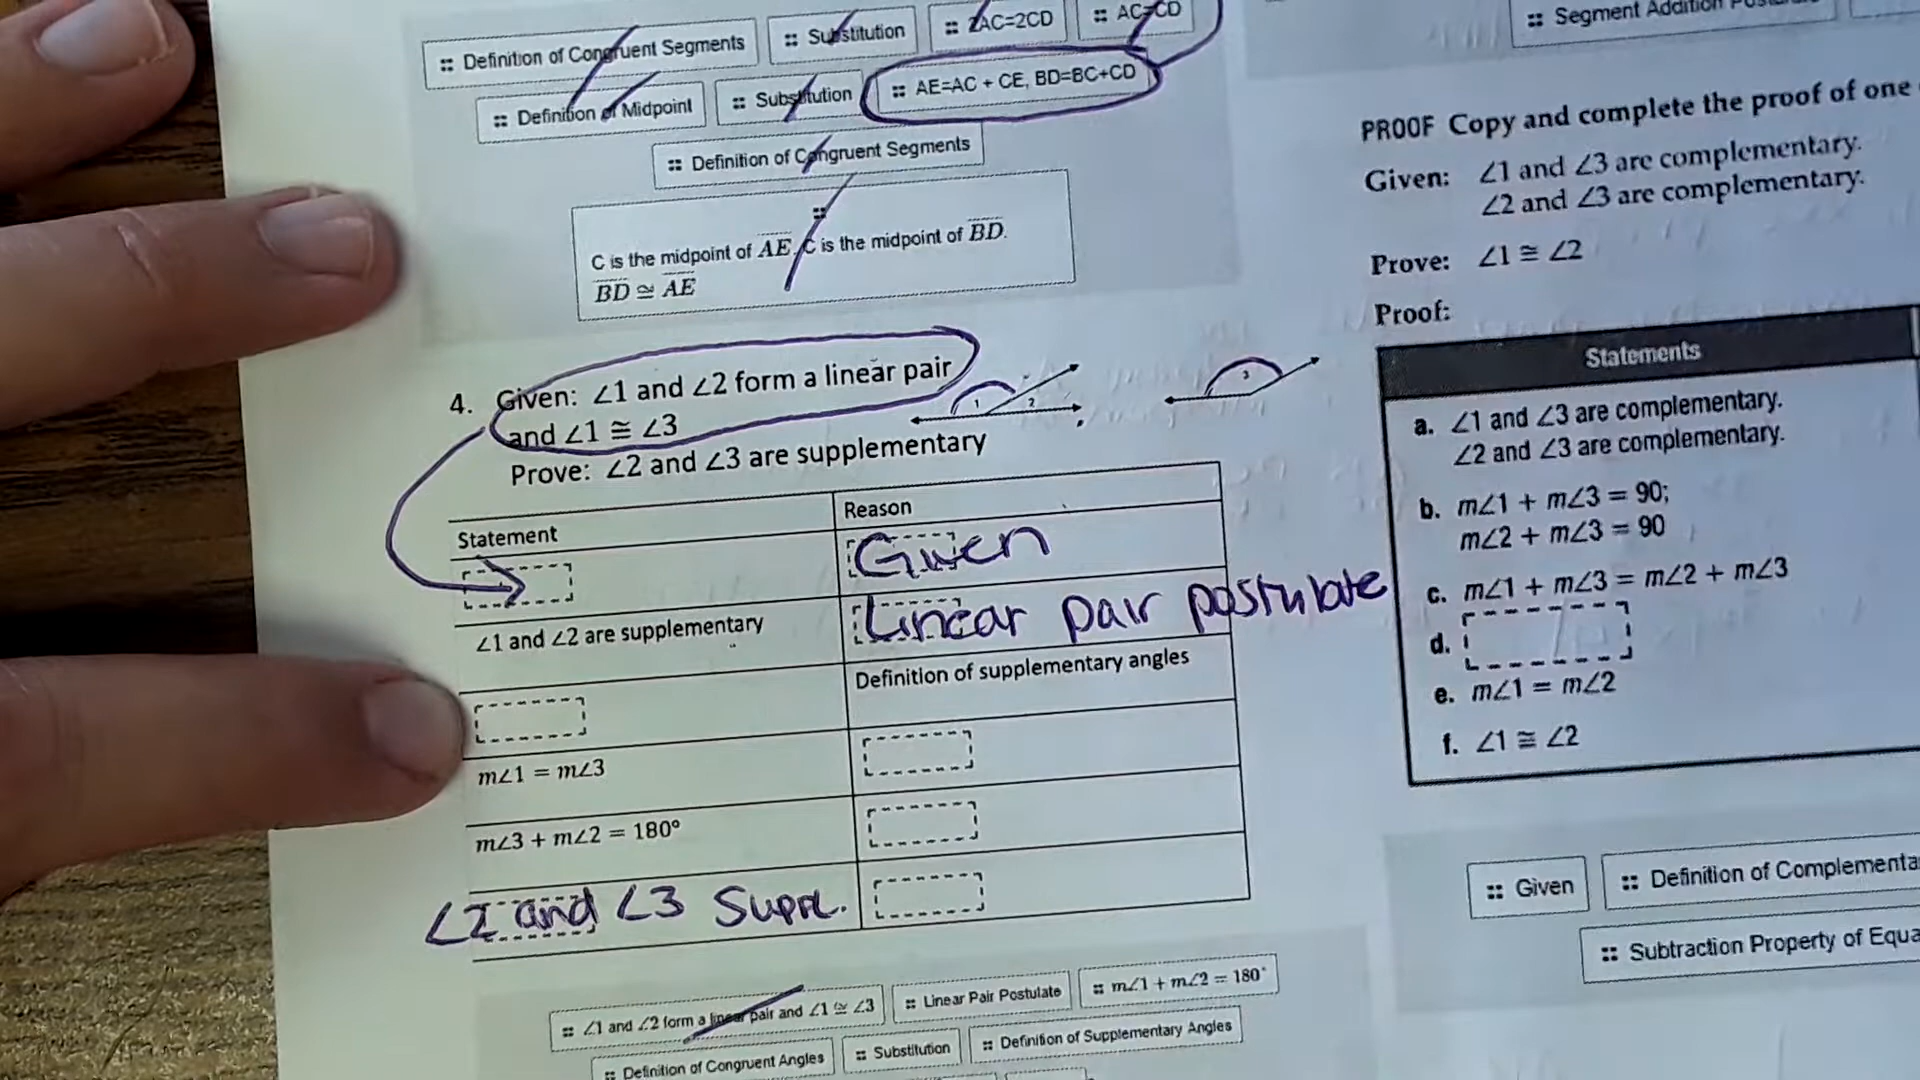 Definition of Congruent Segments
Substitution
2AC=2CD
AC=CD
Definition of Midpoint
Substitution
AE=AC + CE, BD=BC+CD
Definition of Congruent Segments
C is the midpoint of AE, C is the midpoint of BD.
BD ≅ AE
4. Given: ∠1 and ∠2 form a linear pair
and ∠1 ≅ ∠3
Prove: ∠2 and ∠3 are supplementary
1
2
3
Statement
Reason
Given
∠1 and ∠2 are supplementary
Linear pair postulate
Definition of supplementary angles
m∠1 = m∠3
m∠3 + m∠2 = 180°
∠2 and ∠3 Suppl.
∠1 and ∠2 form a linear pair and ∠1 ≅ ∠3
Linear Pair Postulate
m∠1 + m∠2 = 180°
Definition of Congruent Angles
Substitution
Definition of Supplementary Angles
Segment Addition
PROOF Copy and complete the proof of one
Given: ∠1 and ∠3 are complementary.
∠2 and ∠3 are complementary.
Prove: ∠1 ≅ ∠2
Proof:
Statements
a. ∠1 and ∠3 are complementary.
∠2 and ∠3 are complementary.
b. m∠1 + m∠3 = 90;
m∠2 + m∠3 = 90
c. m∠1 + m∠3 = m∠2 + m∠3
d.
e. m∠1 = m∠2
f. ∠1 ≅ ∠2
Given
Definition of Complementa
Subtraction Property of Equa